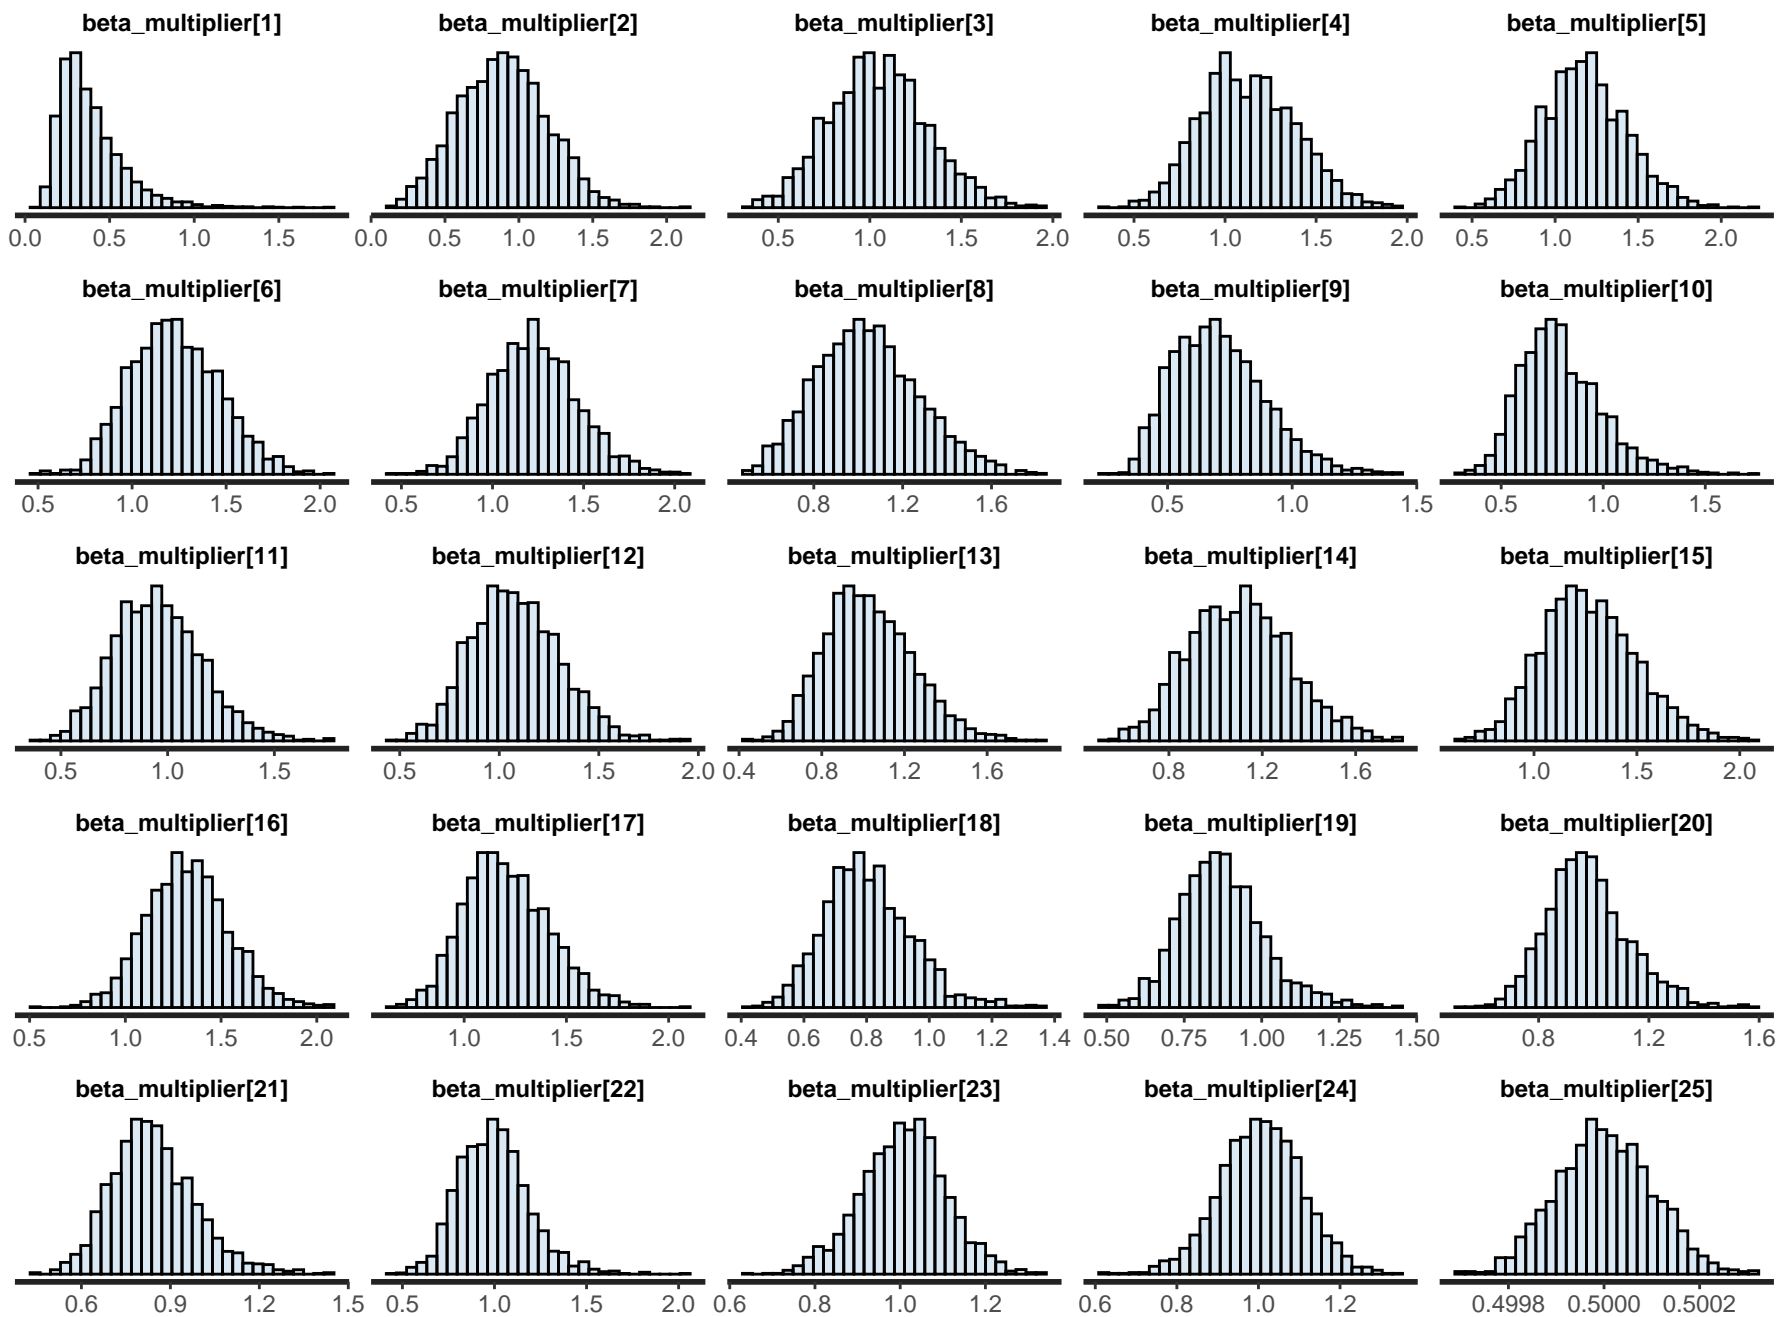 beta_multiplier[1] beta_multiplier[2] beta_multiplier[3] beta_multiplier[4] beta_multiplier[5]
0.0 0.5 1.0 1.5 0.0 0.5 1.0 1.5 2.0 0.5 1.0 1.5 2.0 0.5 1.0 1.5 2.0 0.5 1.0 1.5 2.0
beta_multiplier[6] beta_multiplier[7] beta_multiplier[8] beta_multiplier[9] beta_multiplier[10]
0.5 1.0 1.5 2.0 0.5 1.0 1.5 2.0 0.8 1.2 1.6 0.5 1.0 1.5 0.5 1.0 1.5
beta_multiplier[11] beta_multiplier[12] beta_multiplier[13] beta_multiplier[14] beta_multiplier[15]
0.5 1.0 1.5 0.5 1.0 1.5 2.0 0.4 0.8 1.2 1.6 0.8 1.2 1.6 1.0 1.5 2.0
beta_multiplier[16] beta_multiplier[17] beta_multiplier[18] beta_multiplier[19] beta_multiplier[20]
0.5 1.0 1.5 2.0 1.0 1.5 2.0 0.4 0.6 0.8 1.0 1.2 1.4 0.50 0.75 1.00 1.25 1.50 0.8 1.2 1.6
beta_multiplier[21] beta_multiplier[22] beta_multiplier[23] beta_multiplier[24] beta_multiplier[25]
0.6 0.9 1.2 1.5 0.5 1.0 1.5 2.0 0.6 0.8 1.0 1.2 0.6 0.8 1.0 1.2 0.4998 0.5000 0.5002